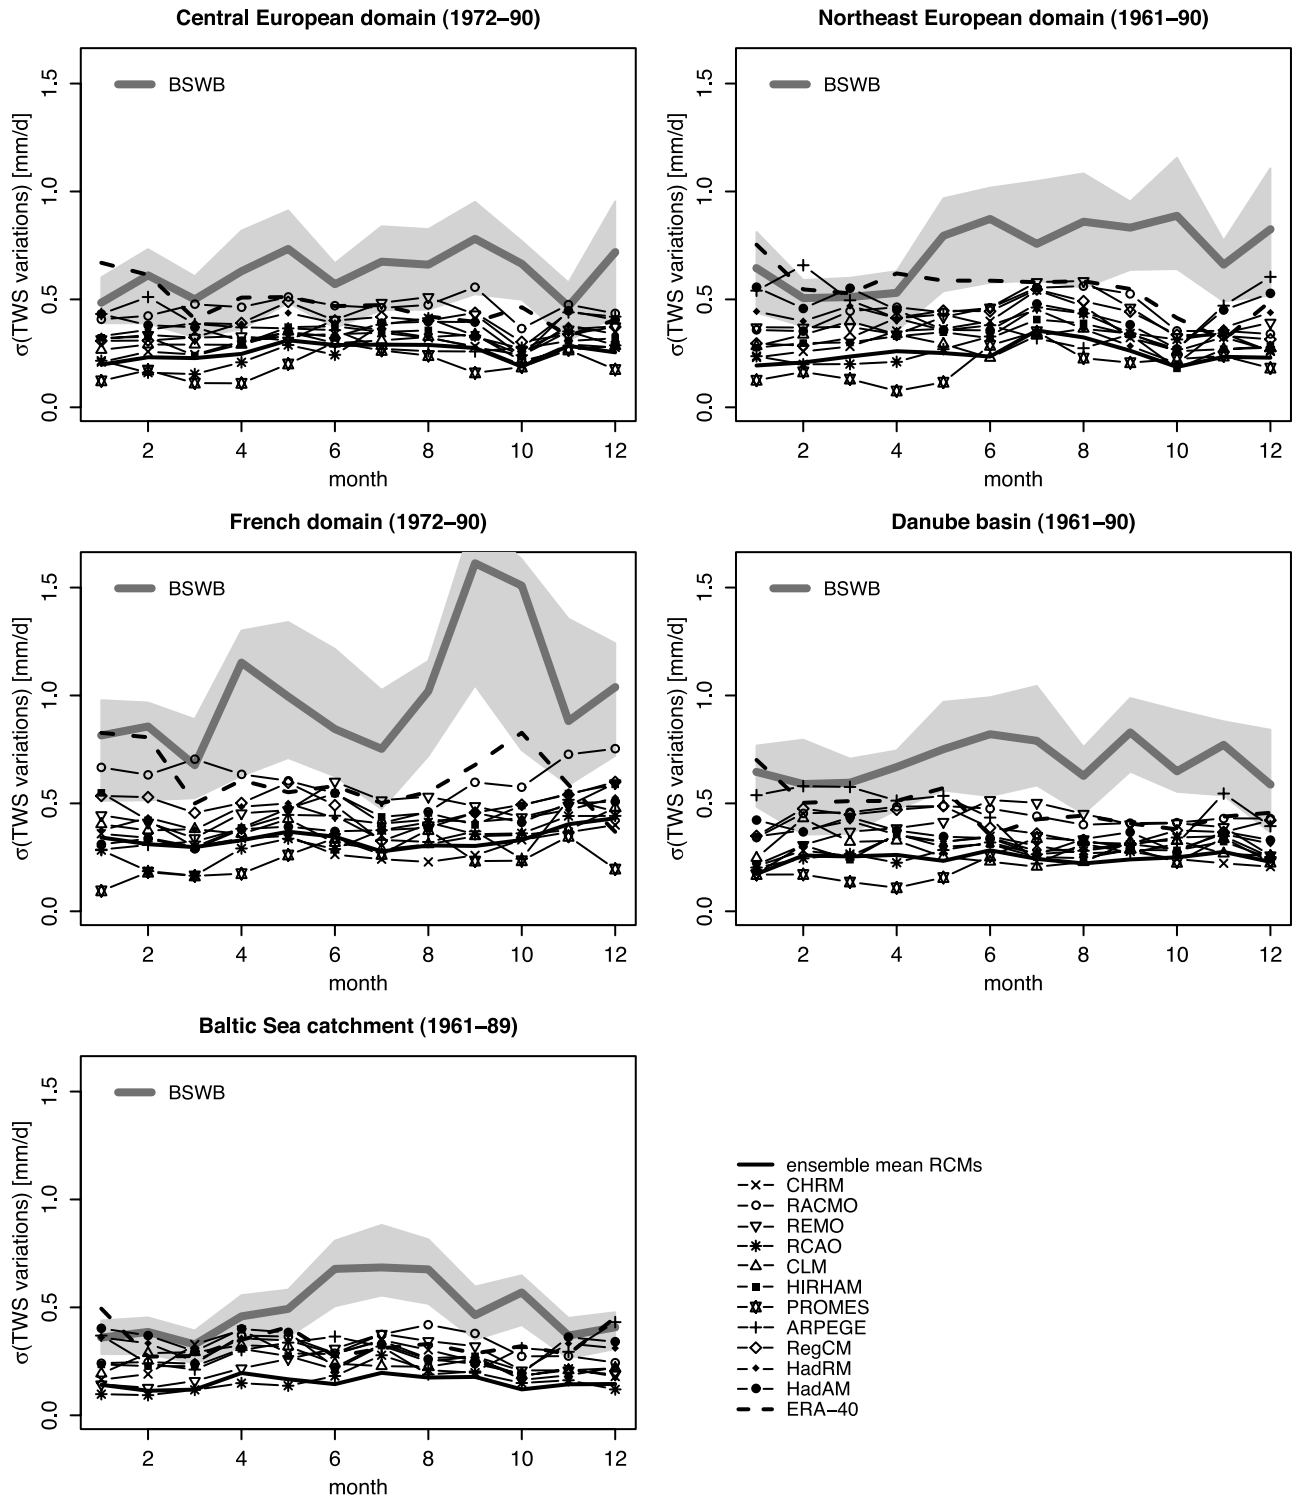 Central European domain (1972–90)
Northeast European domain (1961–90)
BSWB
BSWB
σ(TWS variations) [mm/d]
0.0 0.5 1.0 1.5
2 4 6 8 10 12
month
σ(TWS variations) [mm/d]
0.0 0.5 1.0 1.5
2 4 6 8 10 12
month
French domain (1972–90)
Danube basin (1961–90)
BSWB
BSWB
σ(TWS variations) [mm/d]
0.0 0.5 1.0 1.5
2 4 6 8 10 12
month
σ(TWS variations) [mm/d]
0.0 0.5 1.0 1.5
2 4 6 8 10 12
month
Baltic Sea catchment (1961–89)
BSWB
σ(TWS variations) [mm/d]
0.0 0.5 1.0 1.5
2 4 6 8 10 12
month
ensemble mean RCMs
CHRM
RACMO
REMO
RCAO
CLM
HIRHAM
PROMES
ARPEGE
RegCM
HadRM
HadAM
ERA−40